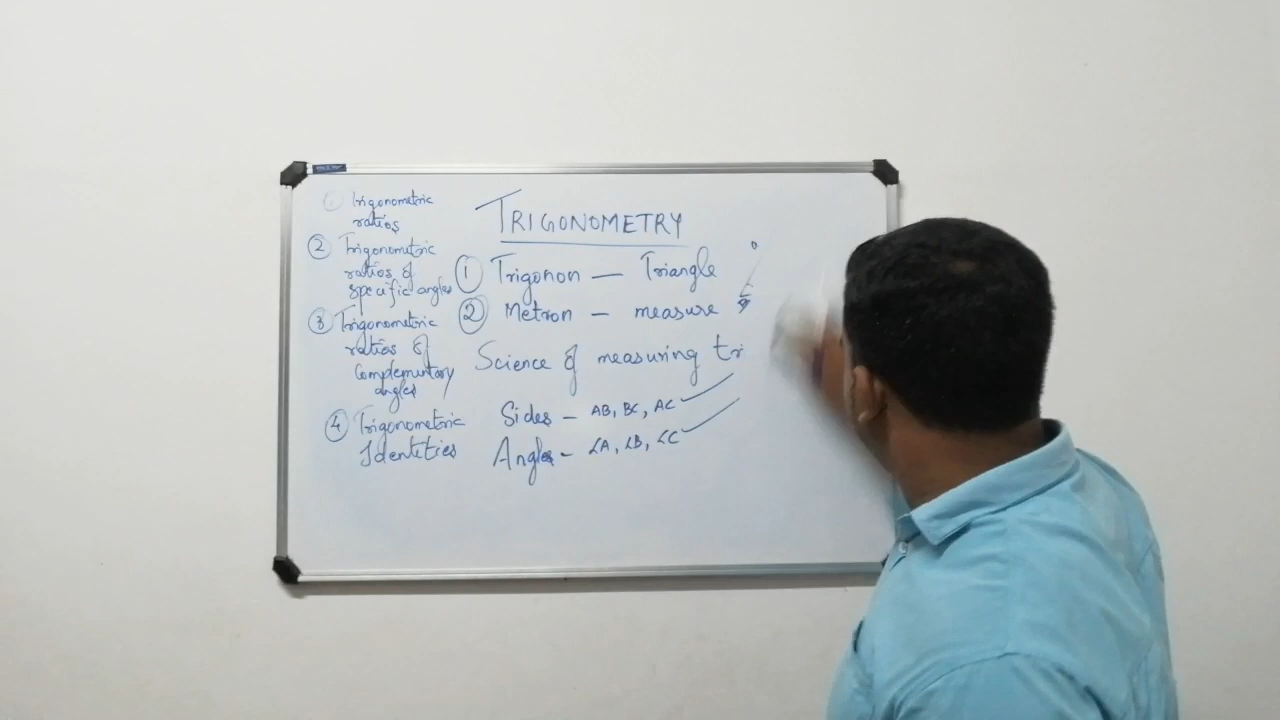 ① Trigonometric
ratios
② Trigonometric
ratios of
specific angles
③ Trigonometric
ratios of
Complementary
angles
④ Trigonometric
Identities
TRIGONOMETRY
① Trigonon — Triangle
② Metron — measure
Science of measuring tri
Sides — AB, BC, AC
Angles — ∠A, ∠B, ∠C